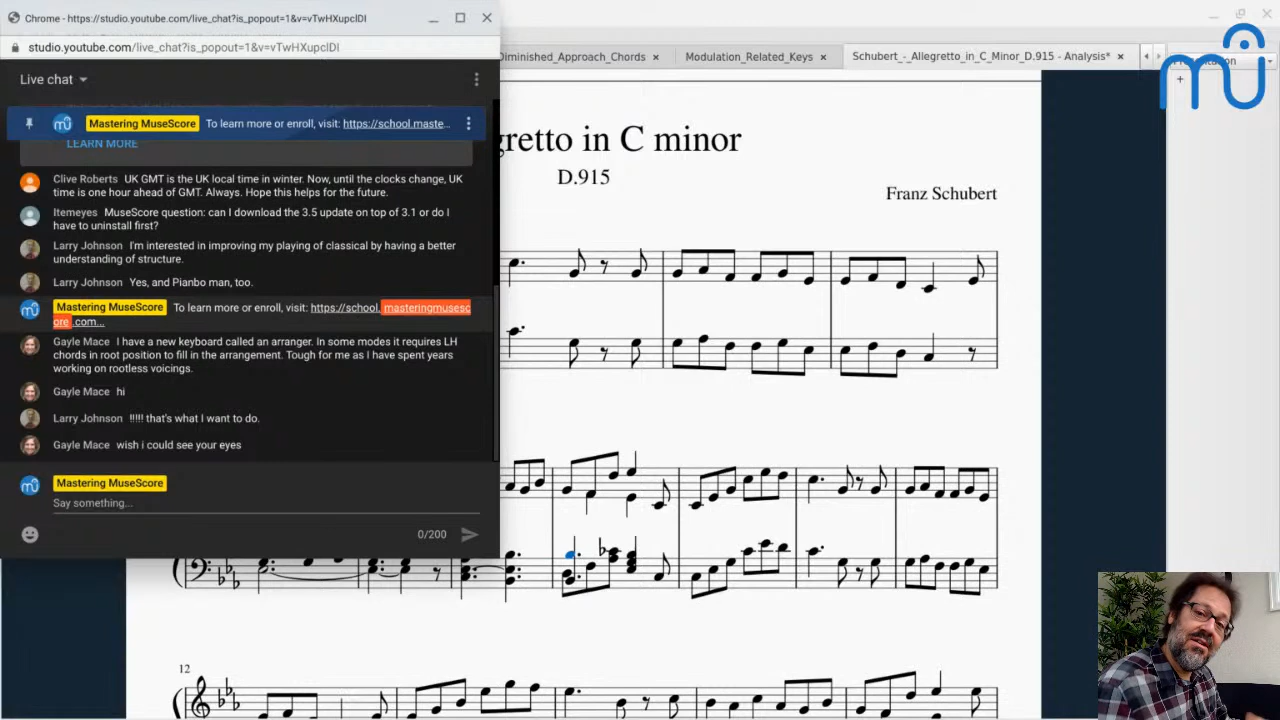 Chrome - https://studio.youtube.com/live_chat?is_popout=1&v=vTwHXupclDI
studio.youtube.com/live_chat?is_popout=1&v=vTwHXupclDI
Diminished_Approach_Chords
Modulation_Related_Keys
Schubert_-_Allegretto_in_C_Minor_D.915 - Analysis*
Live chat
Mastering MuseScore To learn more or enroll, visit: https://school.maste...
LEARN MORE
Clive Roberts UK GMT is the UK local time in winter. Now, until the clocks change, UK
time is one hour ahead of GMT. Always. Hope this helps for the future.
Itemeyes MuseScore question: can I download the 3.5 update on top of 3.1 or do I
have to uninstall first?
Larry Johnson I'm interested in improving my playing of classical by having a better
understanding of structure.
Larry Johnson Yes, and Pianbo man, too.
Mastering MuseScore To learn more or enroll, visit: https://school.masteringmusesc
ore.com...
Gayle Mace I have a new keyboard called an arranger. In some modes it requires LH
chords in root position to fill in the arrangement. Tough for me as I have spent years
working on rootless voicings.
Gayle Mace hi
Larry Johnson !!!!! that's what I want to do.
Gayle Mace wish i could see your eyes
Mastering MuseScore
Say something...
0/200
gretto in C minor
D.915
Franz Schubert
12